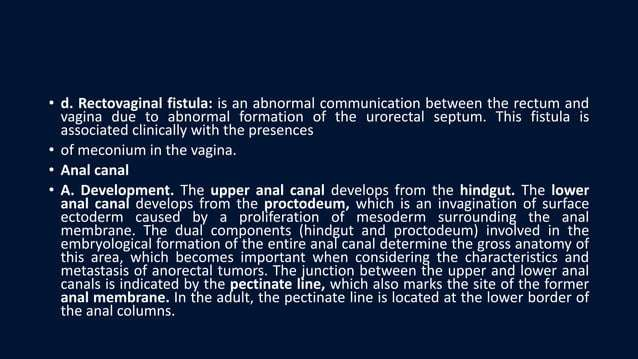 • d. Rectovaginal fistula: is an abnormal communication between the rectum and
vagina due to abnormal formation of the urorectal septum. This fistula is
associated clinically with the presences
• of meconium in the vagina.
• Anal canal
• A. Development. The upper anal canal develops from the hindgut. The lower
anal canal develops from the proctodeum, which is an invagination of surface
ectoderm caused by a proliferation of mesoderm surrounding the anal
membrane. The dual components (hindgut and proctodeum) involved in the
embryological formation of the entire anal canal determine the gross anatomy of
this area, which becomes important when considering the characteristics and
metastasis of anorectal tumors. The junction between the upper and lower anal
canals is indicated by the pectinate line, which also marks the site of the former
anal membrane. In the adult, the pectinate line is located at the lower border of
the anal columns.